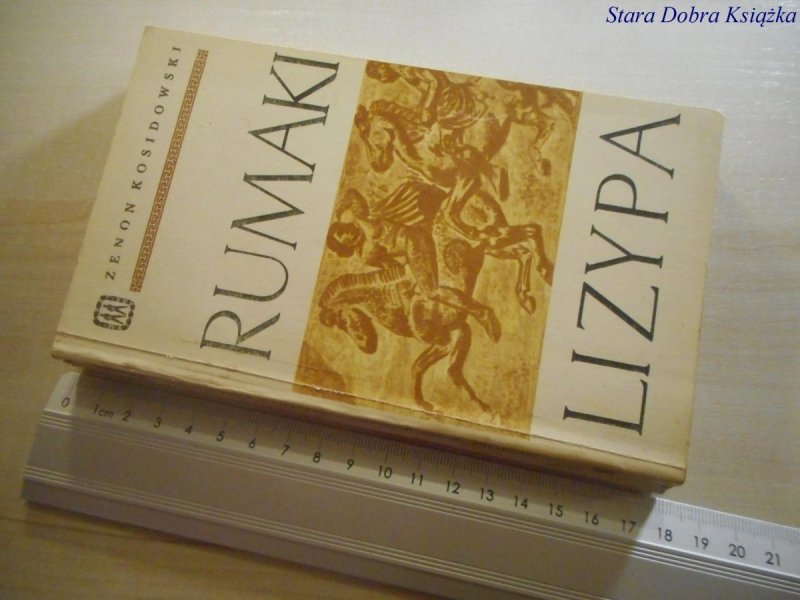 Stara Dobra Książka
ZENON KOSIDOWSKI
RUMAKI
LIZYPA
0 1cm 2 3 4 5 6 7 8 9 10 11 12 13 14 15 16 17 18 19 20 21